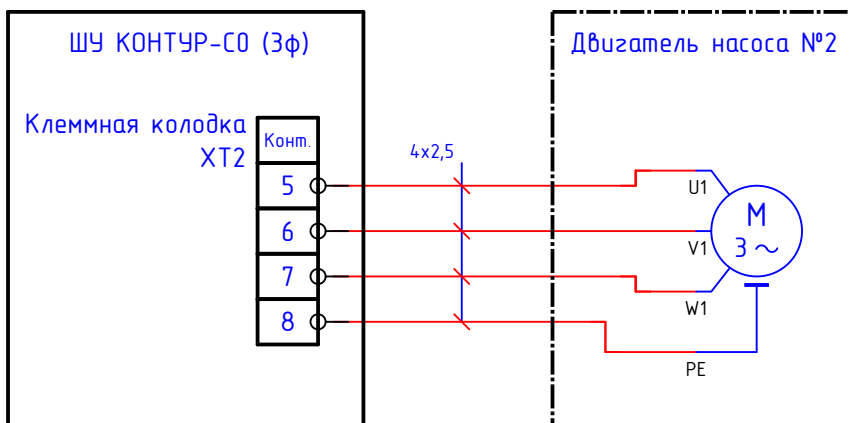 ШУ КОНТУР-СО (3ф)
Двигатель насоса №2
Клеммная колодка
XT2
Конт.
4x2,5
5
U1
6
M
3 ~
V1
7
W1
8
PE